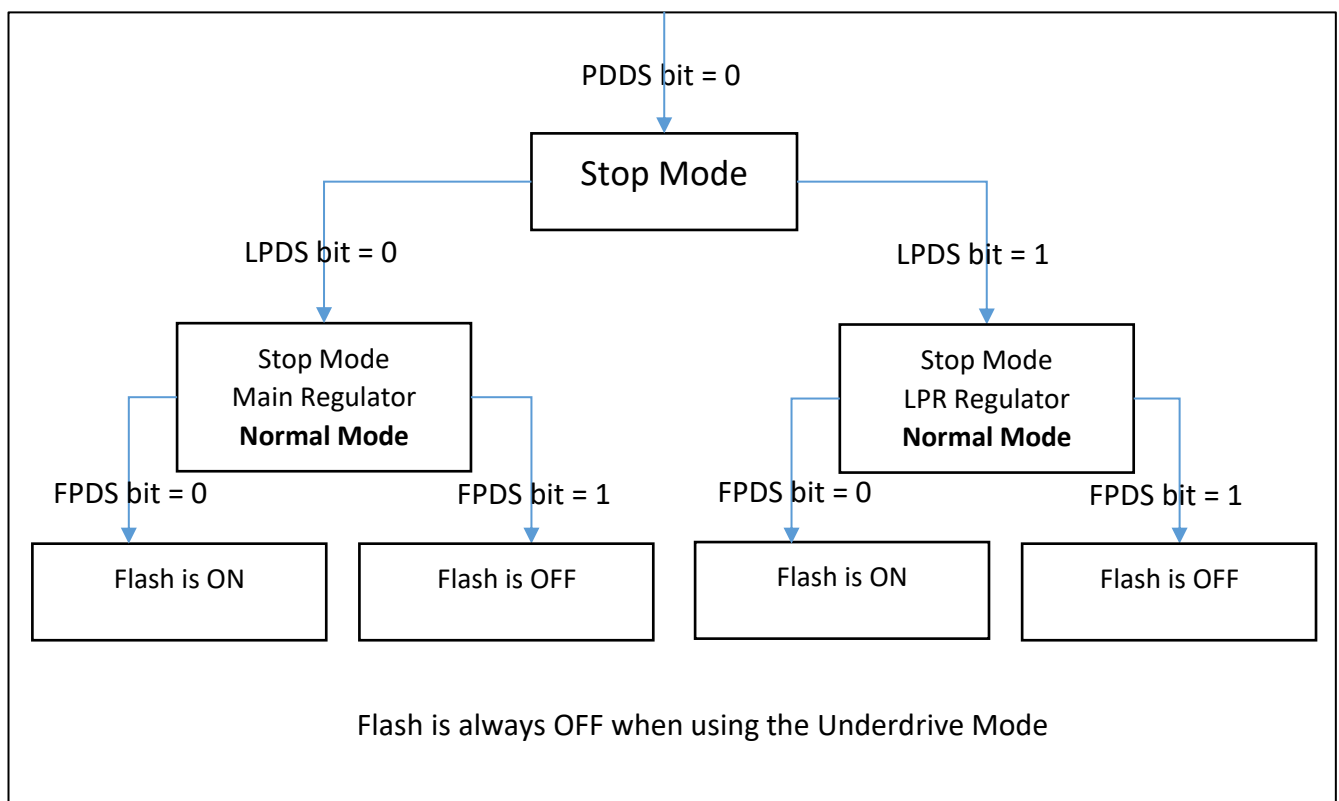 PDDS bit = 0
Stop Mode
LPDS bit = 0
LPDS bit = 1
Stop Mode
Main Regulator
Normal Mode
Stop Mode
LPR Regulator
Normal Mode
FPDS bit = 0
FPDS bit = 1
FPDS bit = 0
FPDS bit = 1
Flash is ON
Flash is OFF
Flash is ON
Flash is OFF
Flash is always OFF when using the Underdrive Mode